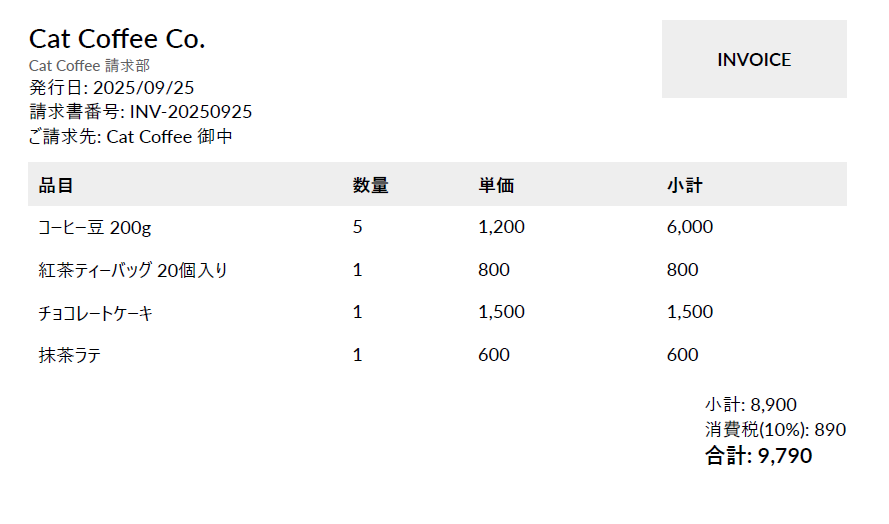 Cat Coffee Co.
Cat Coffee 請求部
発行日: 2025/09/25
請求書番号: INV-20250925
ご請求先: Cat Coffee 御中
INVOICE
品目 数量 単価 小計
コーヒー豆 200g 5 1,200 6,000
紅茶ティーバッグ 20個入り 1 800 800
チョコレートケーキ 1 1,500 1,500
抹茶ラテ 1 600 600
小計: 8,900
消費税(10%): 890
合計: 9,790